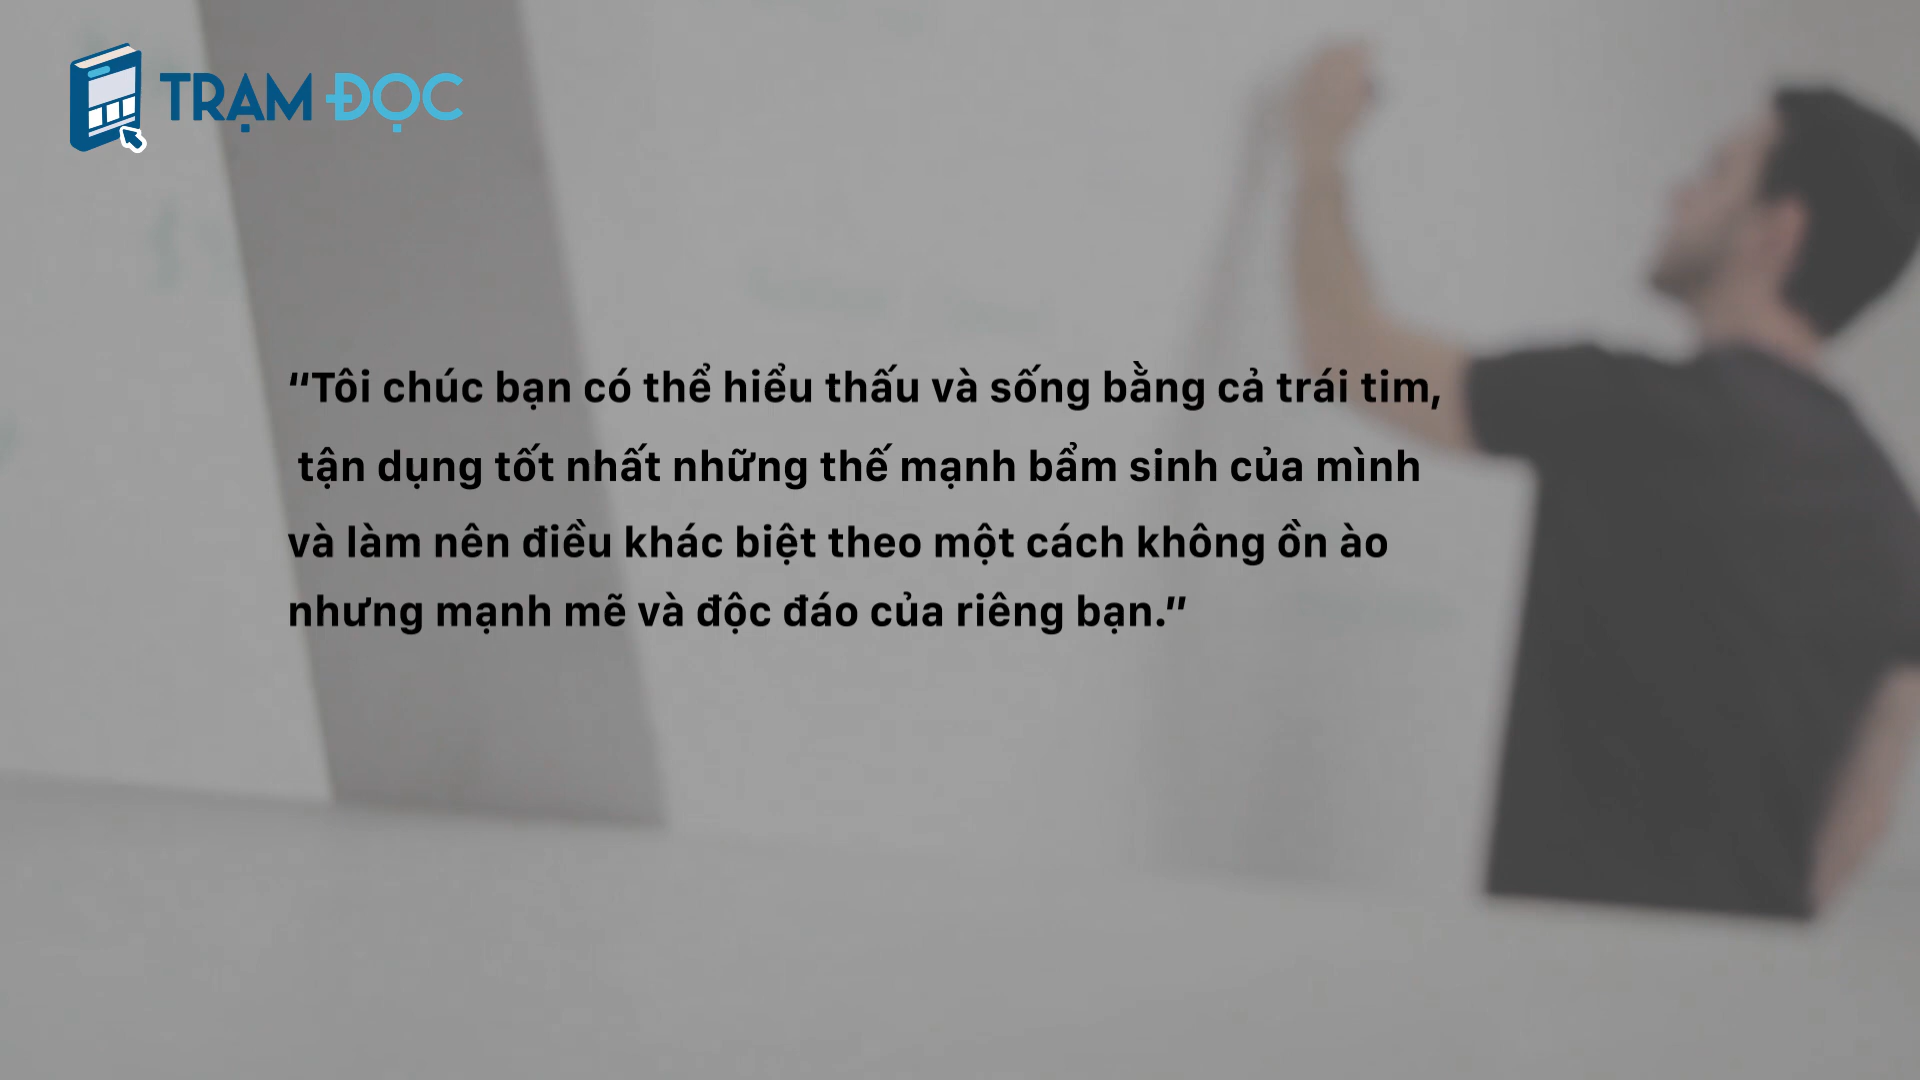 TRẠM ĐỌC
“Tôi chúc bạn có thể hiểu thấu và sống bằng cả trái tim,
tận dụng tốt nhất những thế mạnh bẩm sinh của mình
và làm nên điều khác biệt theo một cách không ồn ào
nhưng mạnh mẽ và độc đáo của riêng bạn.”